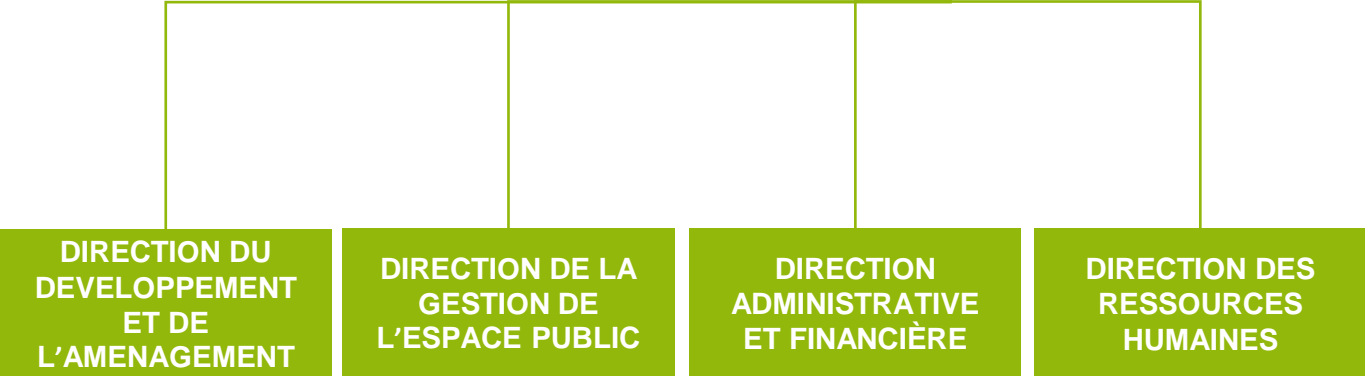 DIRECTION DU
DEVELOPPEMENT
ET DE
L’AMENAGEMENT
DIRECTION DE LA
GESTION DE
L’ESPACE PUBLIC
DIRECTION
ADMINISTRATIVE
ET FINANCIÈRE
DIRECTION DES
RESSOURCES
HUMAINES